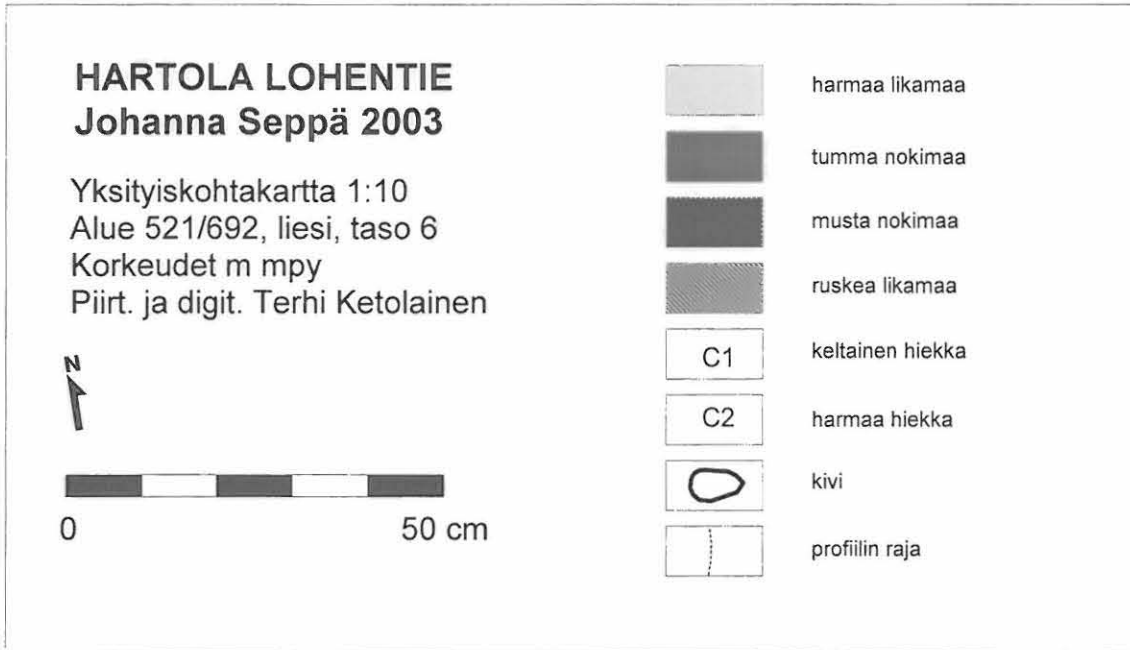 HARTOLA LOHENTIE
Johanna Seppä 2003
Yksityiskohtakartta 1:10
Alue 521/692, liesi, taso 6
Korkeudet m mpy
Piirt. ja digit. Terhi Ketolainen
N
0 50 cm
harmaa likamaa
tumma nokimaa
musta nokimaa
ruskea likamaa
C1 keltainen hiekka
C2 harmaa hiekka
kivi
profiilin raja